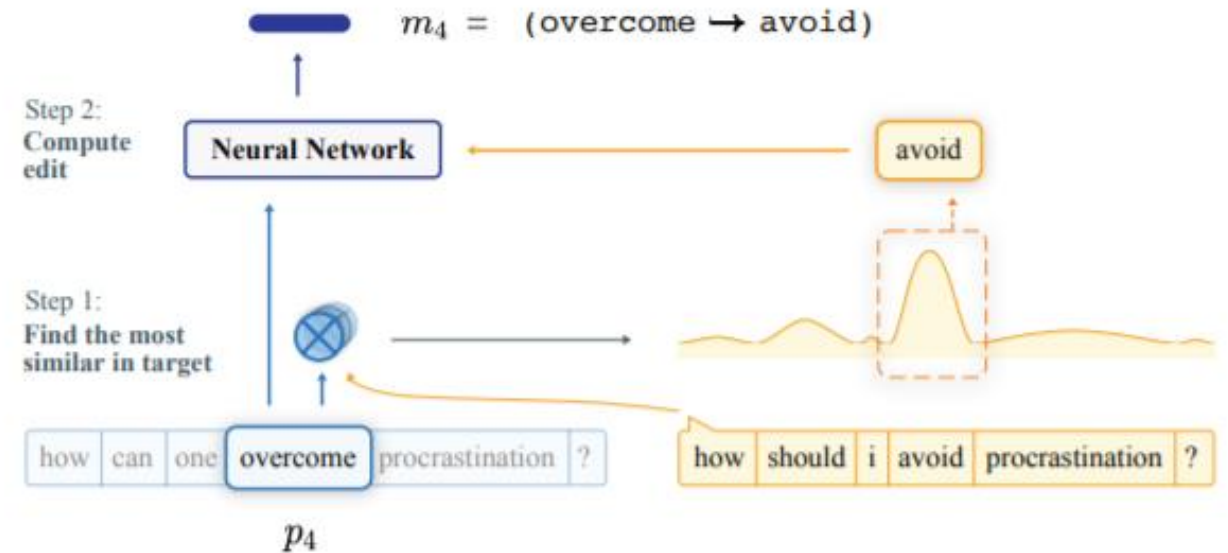 m₄ = (overcome ↪ avoid)
Step 2:
Compute
edit
Neural Network
avoid
Step 1:
Find the most
similar in target
how can one overcome procrastination ?
how should i avoid procrastination ?
p₄